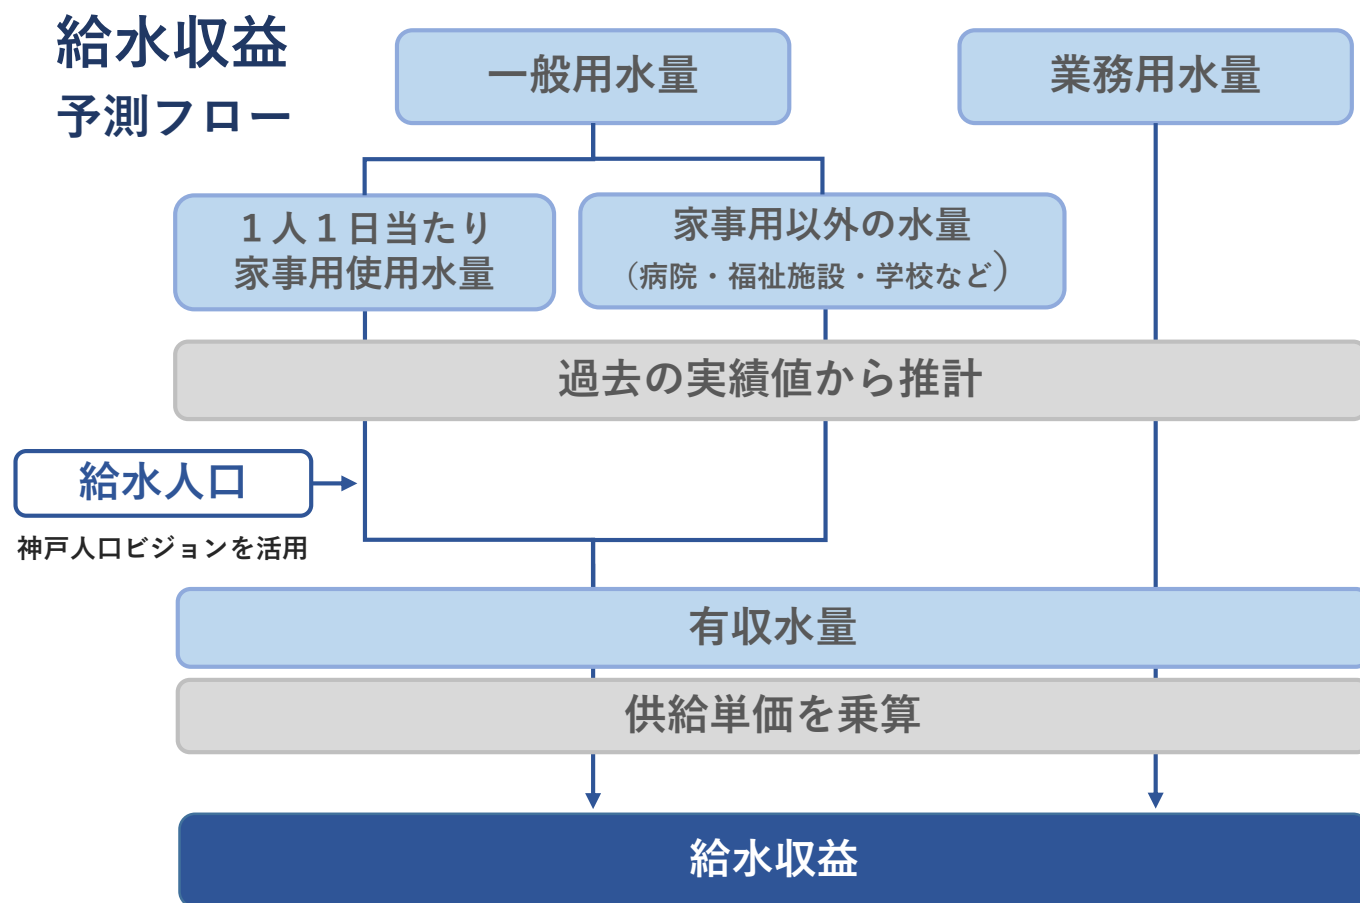 給水収益
予測フロー
一般用水量
業務用水量
１人１日当たり
家事用使用水量
家事用以外の水量
（病院・福祉施設・学校など）
過去の実績値から推計
給水人口
神戸人口ビジョンを活用
有収水量
供給単価を乗算
給水収益